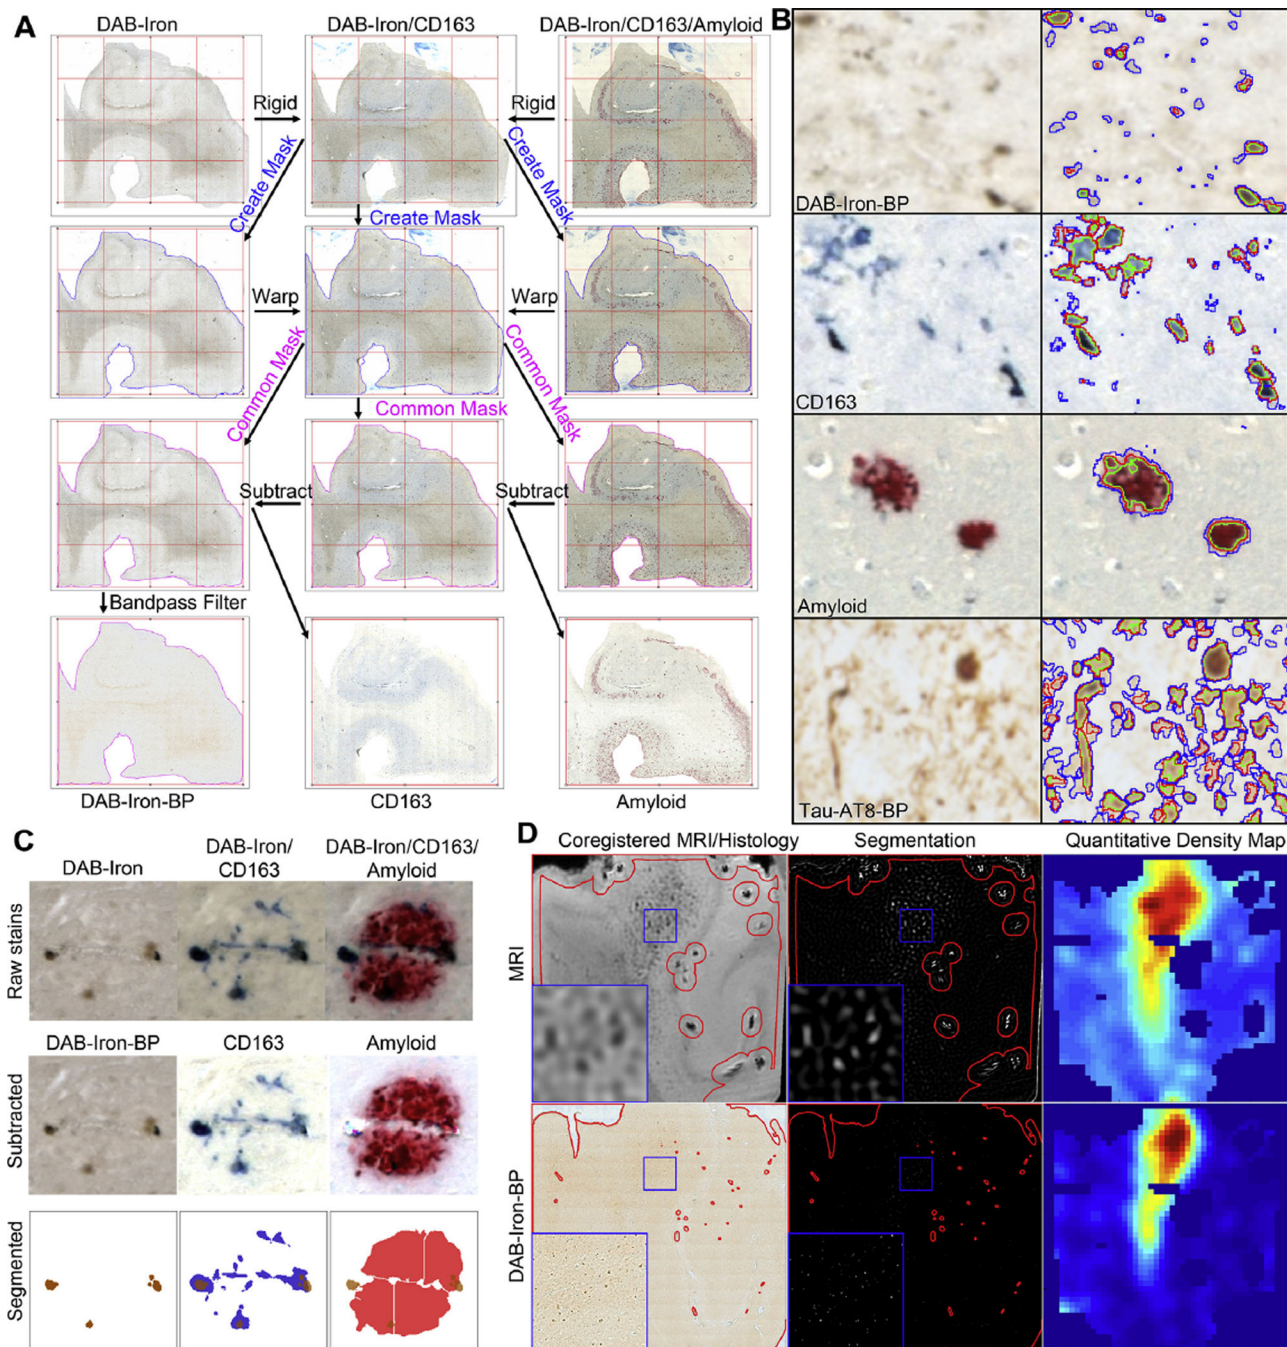 A
DAB-Iron
DAB-Iron/CD163
DAB-Iron/CD163/Amyloid
Rigid
Rigid
Create Mask
Create Mask
Create Mask
Warp
Warp
Common Mask
Common Mask
Common Mask
Subtract
Subtract
Bandpass Filter
DAB-Iron-BP
CD163
Amyloid
B
DAB-Iron-BP
CD163
Amyloid
Tau-AT8-BP
C
DAB-Iron
DAB-Iron/
CD163
DAB-Iron/CD163/
Amyloid
Raw stains
DAB-Iron-BP
CD163
Amyloid
Subtracted
Segmented
D
Coregistered MRI/Histology
Segmentation
Quantitative Density Map
MRI
DAB-Iron-BP